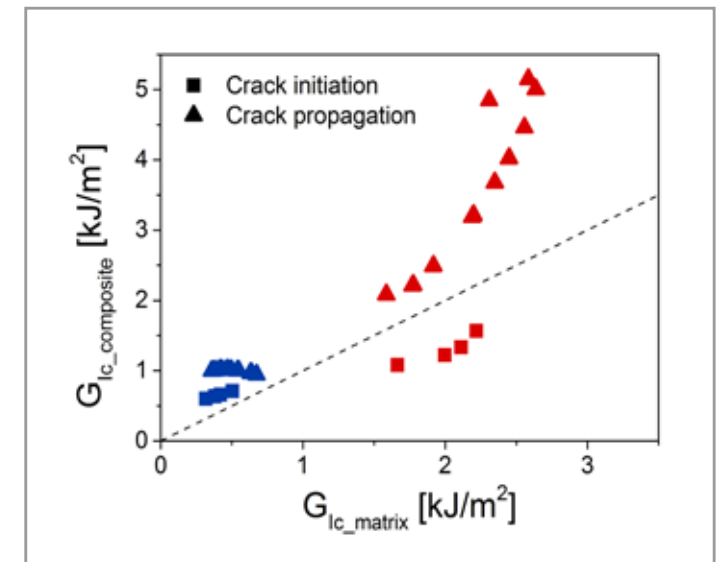 Crack initiation
Crack propagation
G_Ic_composite [kJ/m²]
5
4
3
2
1
0
0 1 2 3
G_Ic_matrix [kJ/m²]